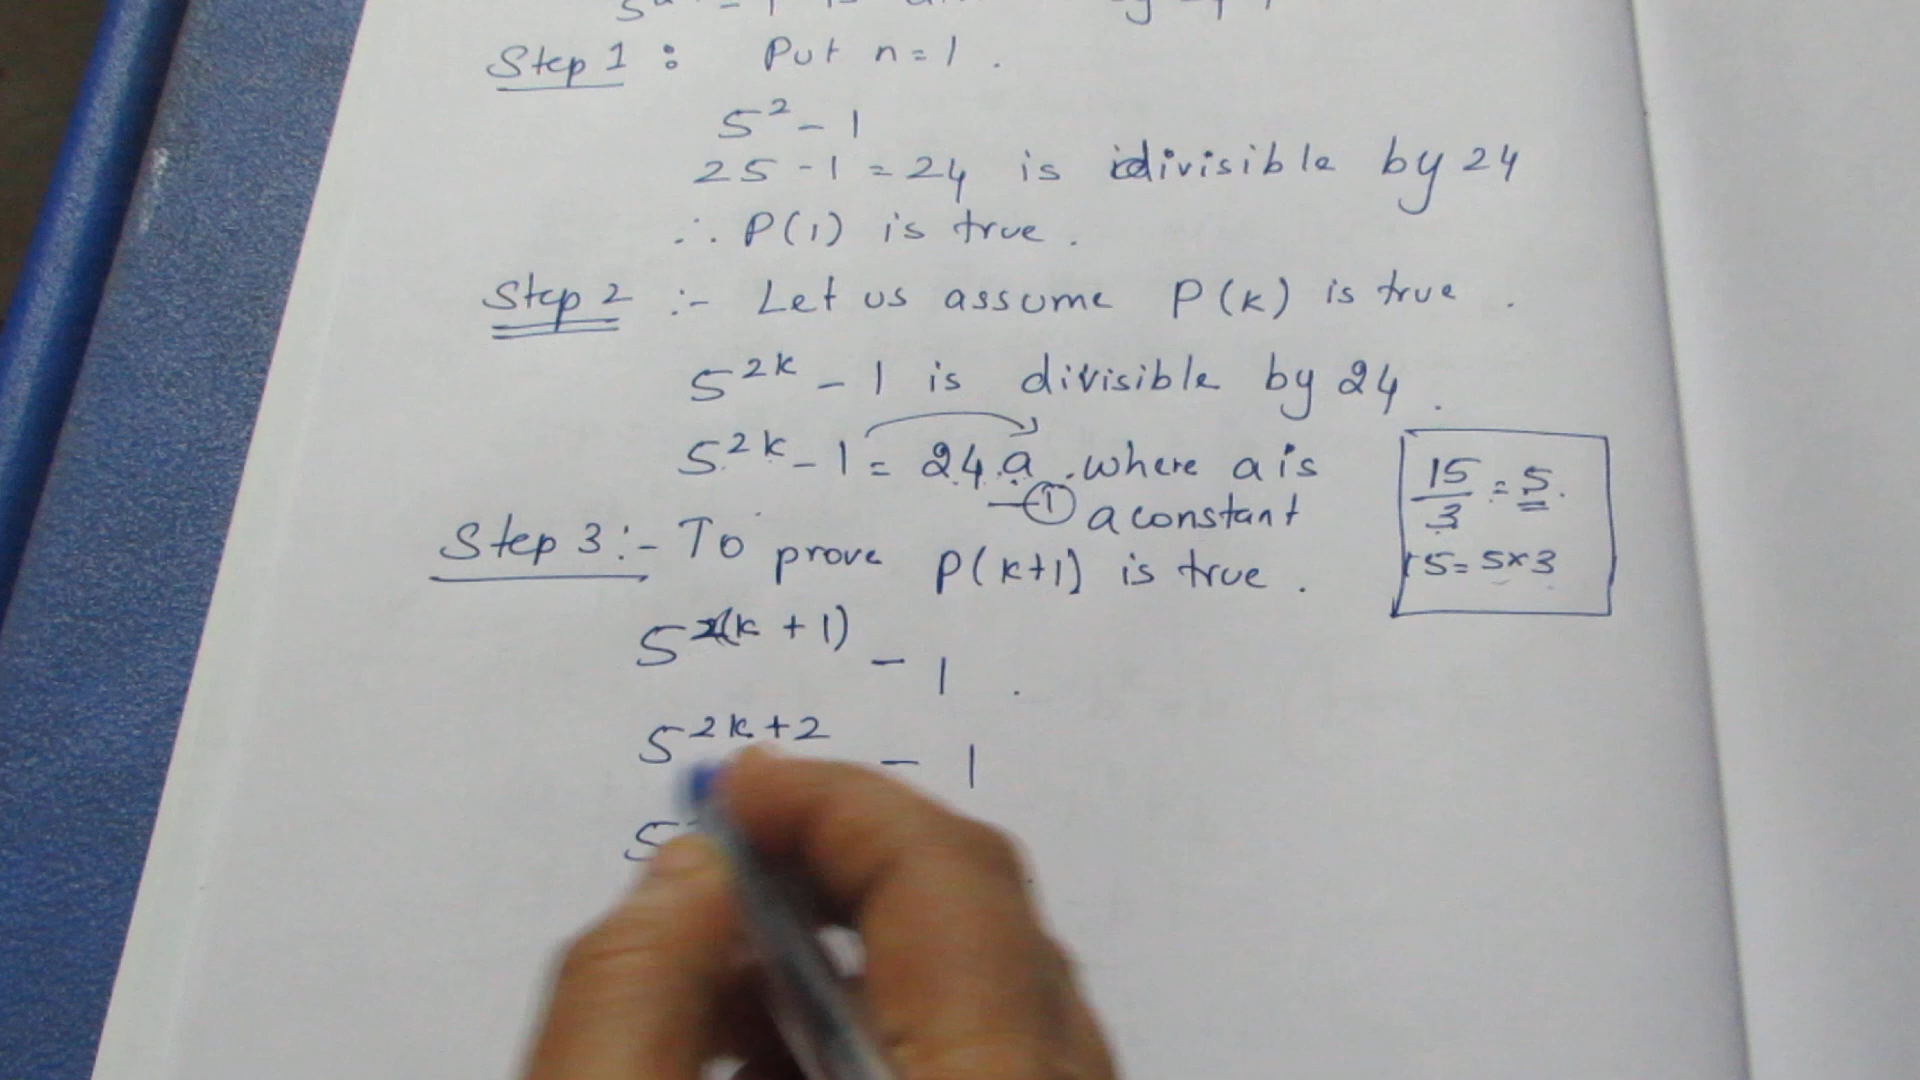 Step 1 : Put n = 1 .
5² - 1
25 - 1 = 24 is divisible by 24
∴ P(1) is true .
Step 2 :- Let us assume P(k) is true .
5^2k - 1 is divisible by 24 .
5^2k - 1 = 24.a . where a is
— ① a constant
15/3 = 5.
15 = 5×3
Step 3 :- To prove P(k+1) is true .
5^2(k + 1) - 1 .
5^2k+2 - 1
5